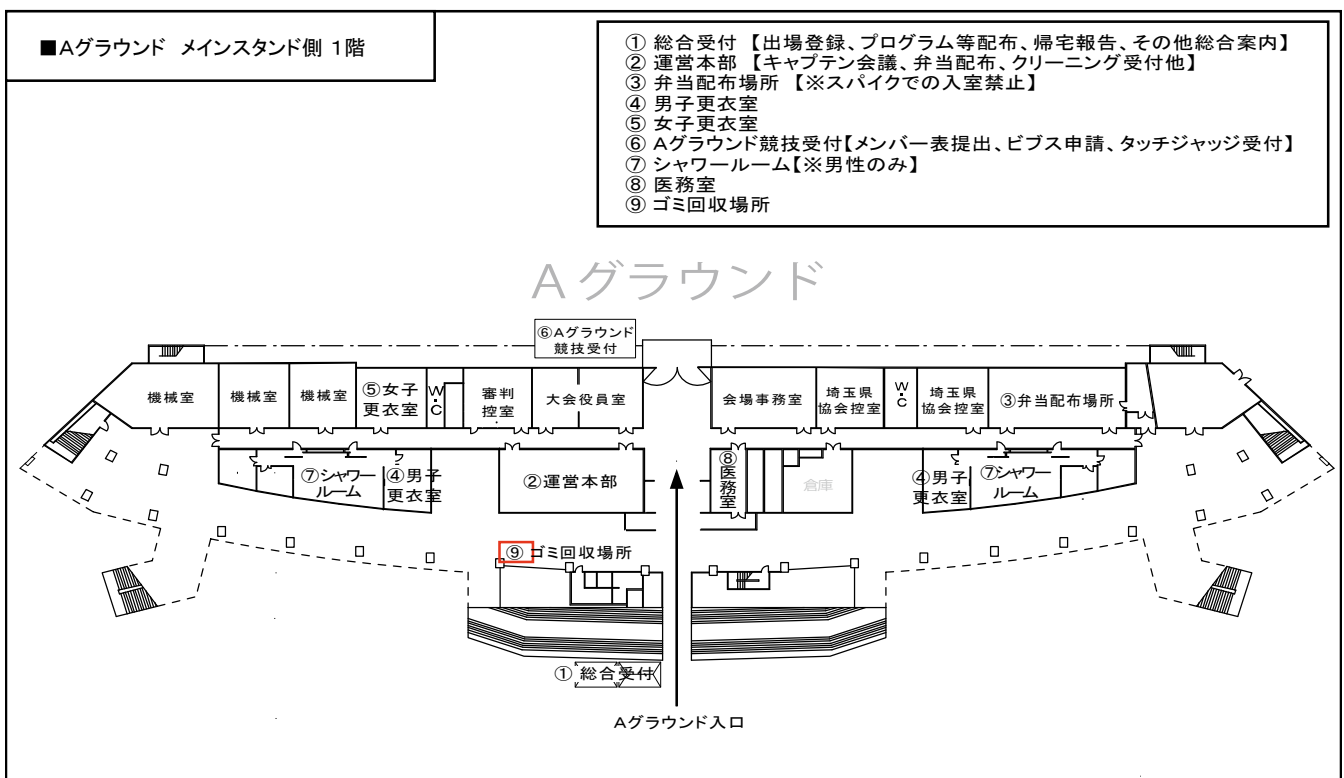 ■Aグラウンド メインスタンド側 1階
① 総合受付 【出場登録、プログラム等配布、帰宅報告、その他総合案内】
② 運営本部 【キャプテン会議、弁当配布、クリーニング受付他】
③ 弁当配布場所 【※スパイクでの入室禁止】
④ 男子更衣室
⑤ 女子更衣室
⑥ Aグラウンド競技受付【メンバー表提出、ビブス申請、タッチジャッジ受付】
⑦ シャワールーム【※男性のみ】
⑧ 医務室
⑨ ゴミ回収場所
Aグラウンド
⑥Aグラウンド
競技受付
機械室
機械室
機械室
⑤女子
更衣室
W・C
審判
控室
大会役員室
会場事務室
埼玉県
協会控室
W・C
埼玉県
協会控室
③弁当配布場所
⑦シャワー
ルーム
④男子
更衣室
②運営本部
⑧医務室
倉庫
④男子
更衣室
⑦シャワー
ルーム
⑨ ゴミ回収場所
① 総合受付
Aグラウンド入口